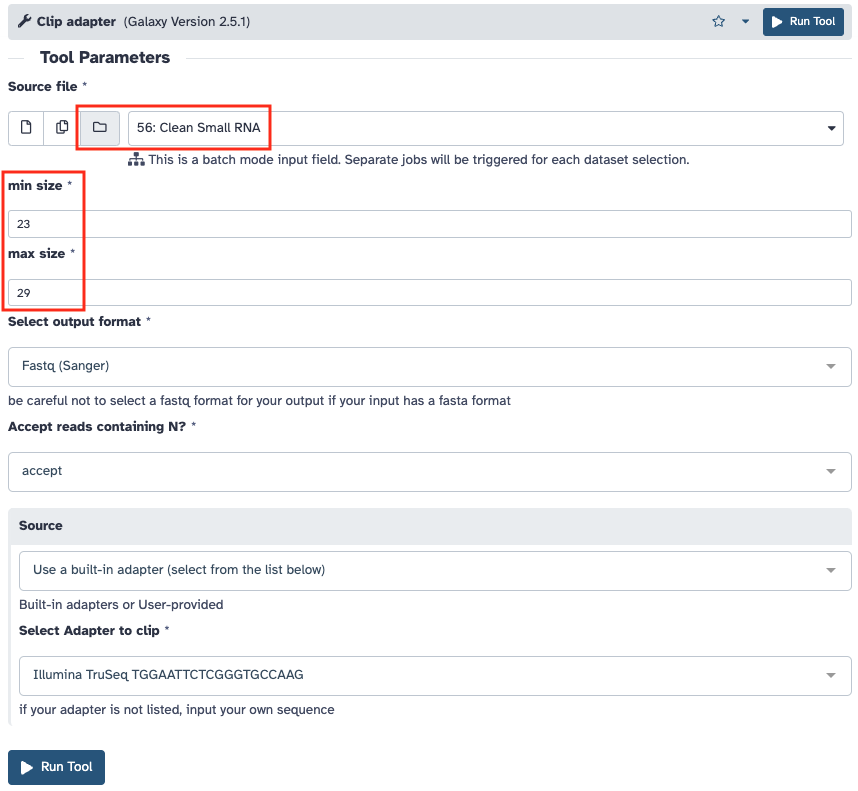 Clip adapter (Galaxy Version 2.5.1)
Run Tool
Tool Parameters
Source file *
56: Clean Small RNA
This is a batch mode input field. Separate jobs will be triggered for each dataset selection.
min size *
23
max size *
29
Select output format *
Fastq (Sanger)
be careful not to select a fastq format for your output if your input has a fasta format
Accept reads containing N? *
accept
Source
Use a built-in adapter (select from the list below)
Built-in adapters or User-provided
Select Adapter to clip *
Illumina TruSeq TGGAATTCTCGGGTGCCAAG
if your adapter is not listed, input your own sequence
Run Tool